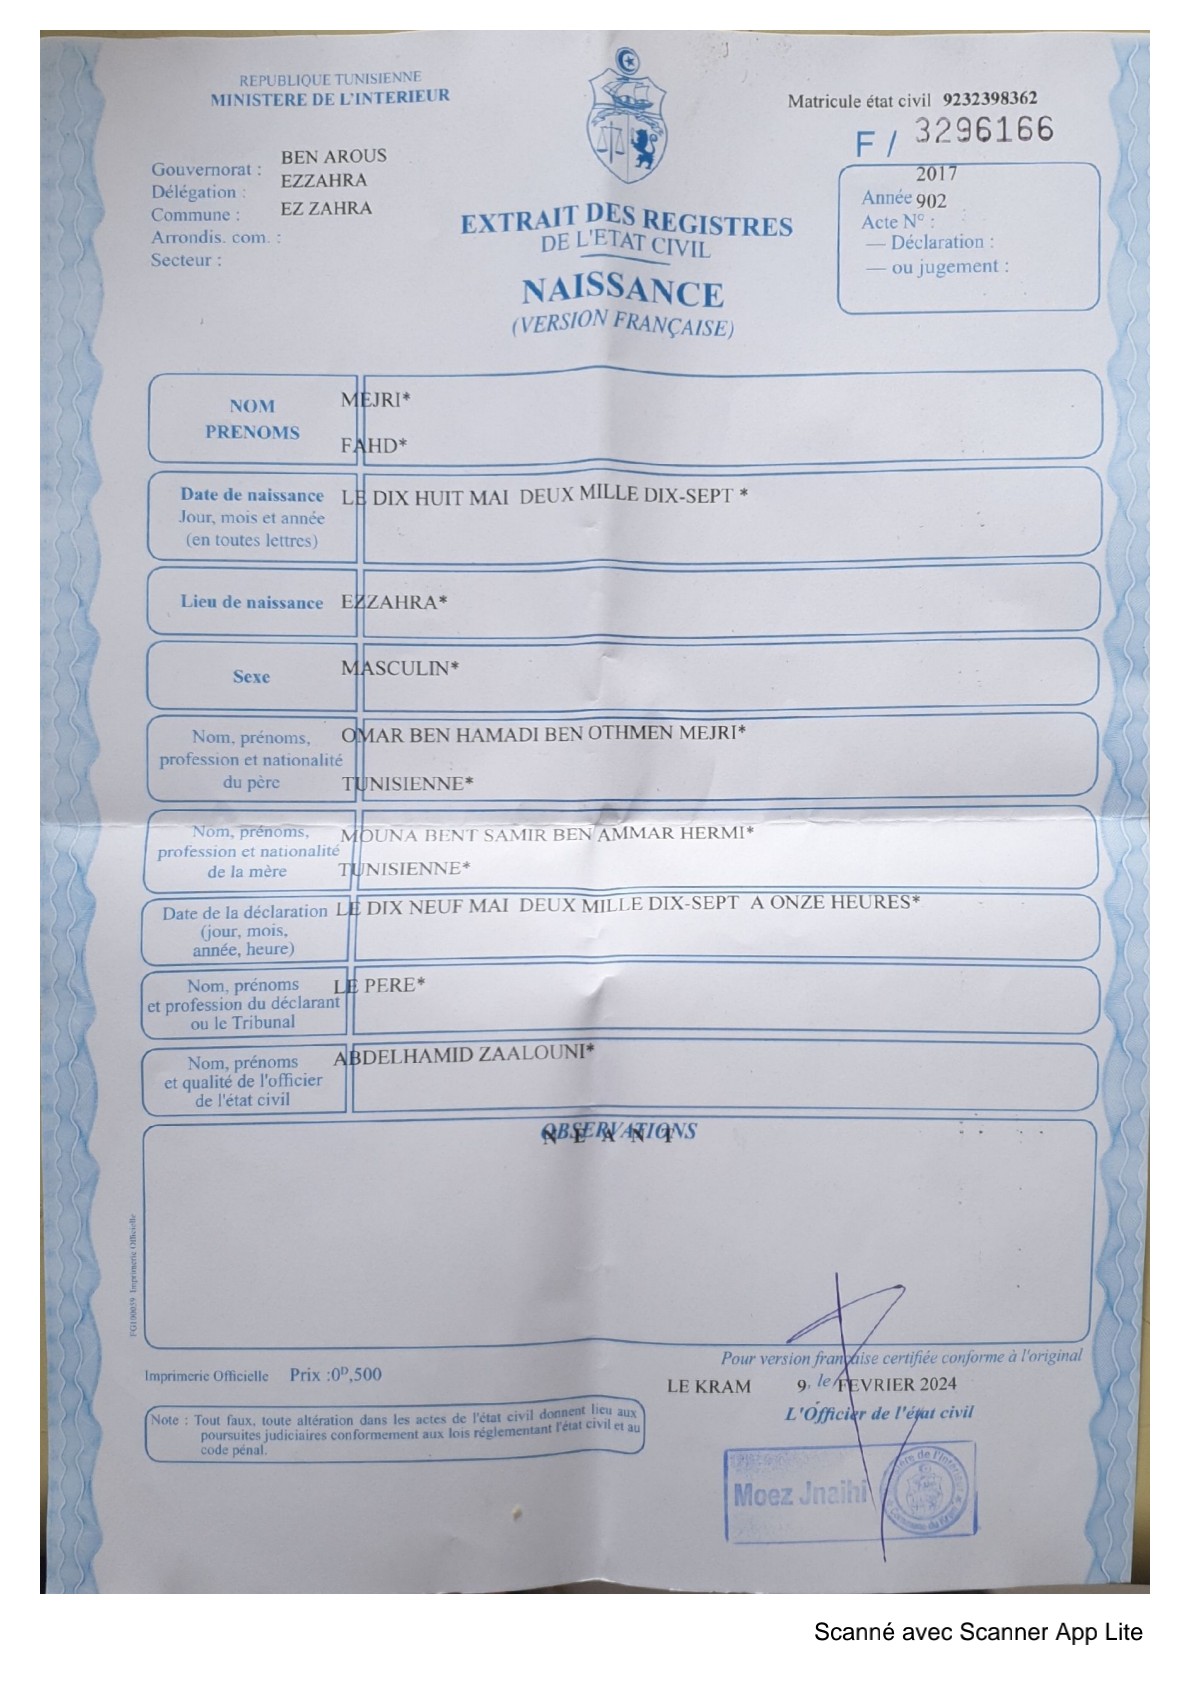 REPUBLIQUE TUNISIENNE
MINISTERE DE L'INTERIEUR
Matricule état civil 9232398362
F / 3296166
Gouvernorat : BEN AROUS
Délégation : EZZAHRA
Commune : EZ ZAHRA
Arrondis. com. :
Secteur :
2017
Année 902
Acte N° :
— Déclaration :
— ou jugement :
EXTRAIT DES REGISTRES
DE L'ETAT CIVIL
NAISSANCE
(VERSION FRANÇAISE)
NOM MEJRI*
PRENOMS FAHD*
Date de naissance LE DIX HUIT MAI DEUX MILLE DIX-SEPT *
Jour, mois et année
(en toutes lettres)
Lieu de naissance EZZAHRA*
Sexe MASCULIN*
Nom, prénoms, OMAR BEN HAMADI BEN OTHMEN MEJRI*
profession et nationalité
du père TUNISIENNE*
Nom, prénoms, MOUNA BENT SAMIR BEN AMMAR HERMI*
profession et nationalité
de la mère TUNISIENNE*
Date de la déclaration LE DIX NEUF MAI DEUX MILLE DIX-SEPT A ONZE HEURES*
(jour, mois,
année, heure)
Nom, prénoms LE PERE*
et profession du déclarant
ou le Tribunal
Nom, prénoms ABDELHAMID ZAALOUNI*
et qualité de l'officier
de l'état civil
OBSERVATIONS
N E A N T
FG100059 Imprimerie Officielle
Pour version française certifiée conforme à l'original
Imprimerie Officielle Prix :0ᴰ,500
LE KRAM 9, le FEVRIER 2024
L'Officier de l'état civil
Note : Tout faux, toute altération dans les actes de l'état civil donnent lieu aux
poursuites judiciaires conformement aux lois réglementant l'état civil et au
code pénal.
Moez Jnaihi
Scanné avec Scanner App Lite